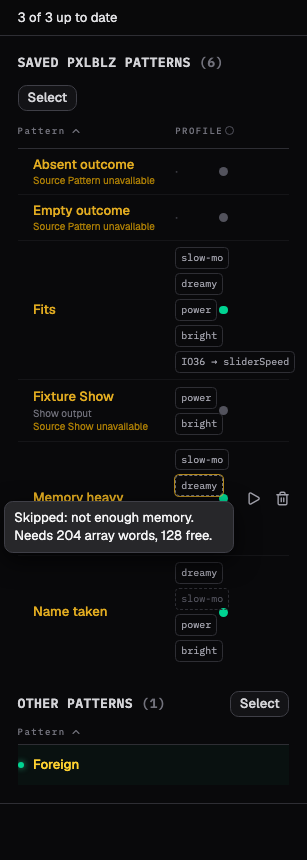 3 of 3 up to date
SAVED PXLBLZ PATTERNS (6)
Select
Pattern PROFILE
Absent outcome
Source Pattern unavailable
Empty outcome
Source Pattern unavailable
slow-mo
dreamy
Fits
power
bright
IO36 → sliderSpeed
Fixture Show
Show output
Source Show unavailable
power
bright
slow-mo
Memory heavy
dreamy
Skipped: not enough memory.
Needs 204 array words, 128 free.
dreamy
slow-mo
Name taken
power
bright
OTHER PATTERNS (1)
Select
Pattern
Foreign